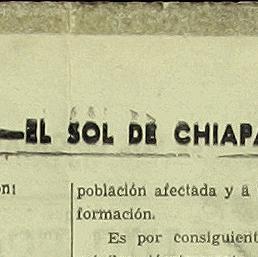 EL SOL DE CHIAPA
población afectada y a
formación.
Es por consiguient